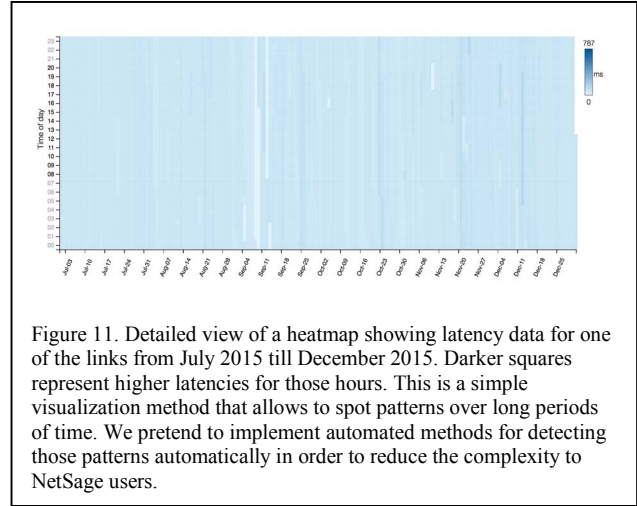 787
ms
0
Time of day
23
22
21
20
19
18
17
16
15
14
13
12
11
10
09
08
07
06
05
04
03
02
01
00
Jul-03 Jul-10 Jul-17 Jul-24 Jul-31 Aug-07 Aug-14 Aug-21 Aug-28 Sep-04 Sep-11 Sep-18 Sep-25 Oct-02 Oct-09 Oct-16 Oct-23 Oct-30 Nov-06 Nov-13 Nov-20 Nov-27 Dec-04 Dec-11 Dec-18 Dec-25
Figure 11. Detailed view of a heatmap showing latency data for one
of the links from July 2015 till December 2015. Darker squares
represent higher latencies for those hours. This is a simple
visualization method that allows to spot patterns over long periods
of time. We pretend to implement automated methods for detecting
those patterns automatically in order to reduce the complexity to
NetSage users.